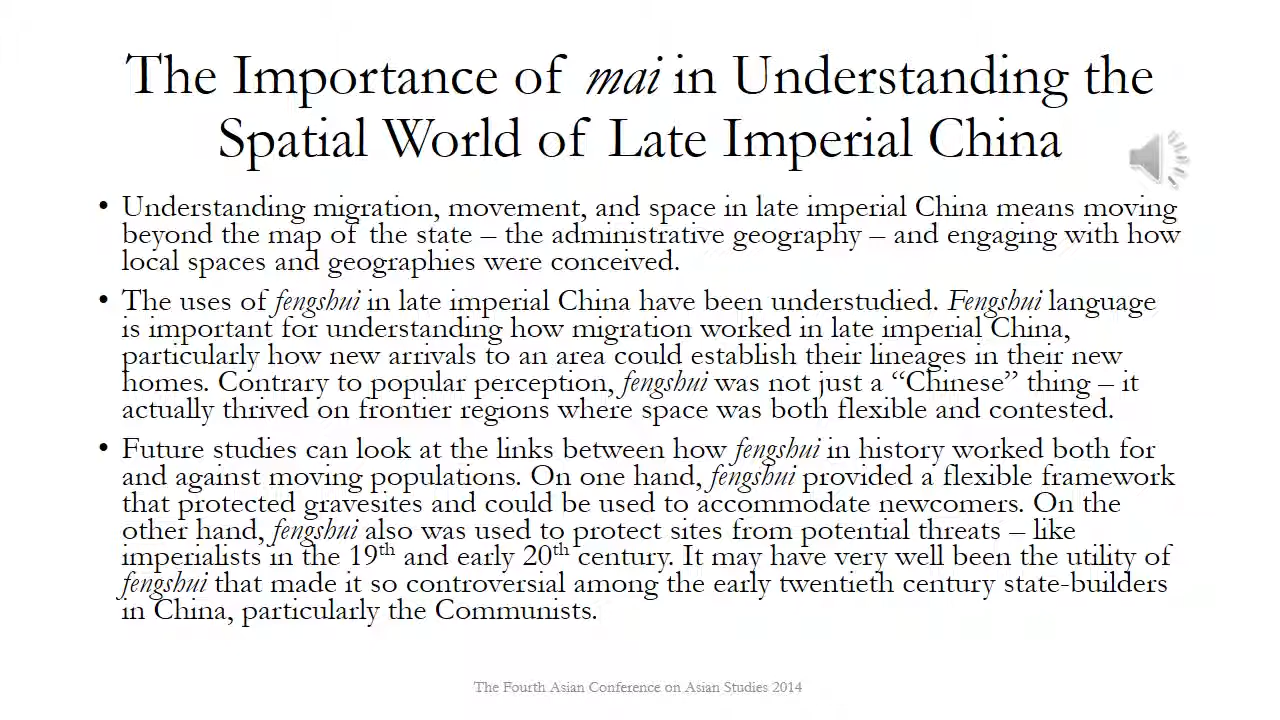 The Importance of mai in Understanding the
Spatial World of Late Imperial China
• Understanding migration, movement, and space in late imperial China means moving
beyond the map of the state – the administrative geography – and engaging with how
local spaces and geographies were conceived.
• The uses of fengshui in late imperial China have been understudied. Fengshui language
is important for understanding how migration worked in late imperial China,
particularly how new arrivals to an area could establish their lineages in their new
homes. Contrary to popular perception, fengshui was not just a “Chinese” thing – it
actually thrived on frontier regions where space was both flexible and contested.
• Future studies can look at the links between how fengshui in history worked both for
and against moving populations. On one hand, fengshui provided a flexible framework
that protected gravesites and could be used to accommodate newcomers. On the
other hand, fengshui also was used to protect sites from potential threats – like
imperialists in the 19th and early 20th century. It may have very well been the utility of
fengshui that made it so controversial among the early twentieth century state-builders
in China, particularly the Communists.
The Fourth Asian Conference on Asian Studies 2014